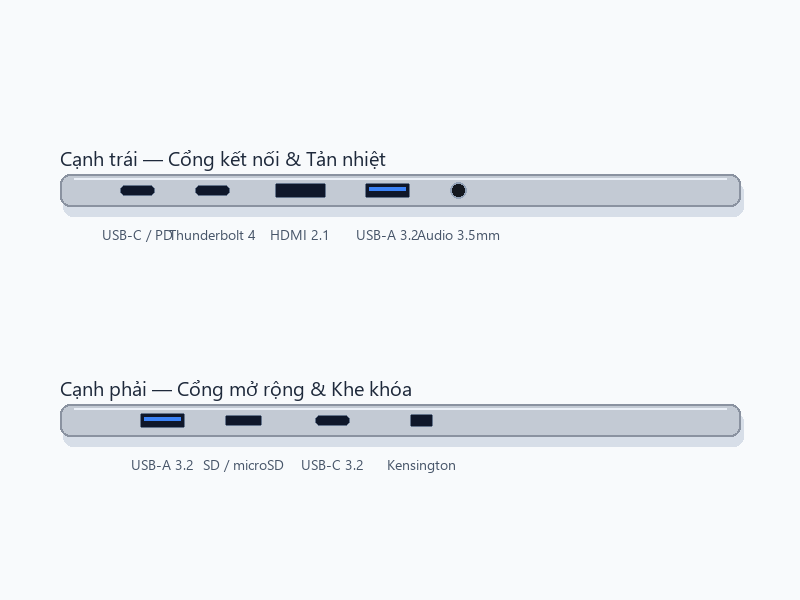 Cạnh trái — Cổng kết nối & Tản nhiệt
USB-C / PD Thunderbolt 4 HDMI 2.1 USB-A 3.2 Audio 3.5mm
Cạnh phải — Cổng mở rộng & Khe khóa
USB-A 3.2 SD / microSD USB-C 3.2 Kensington